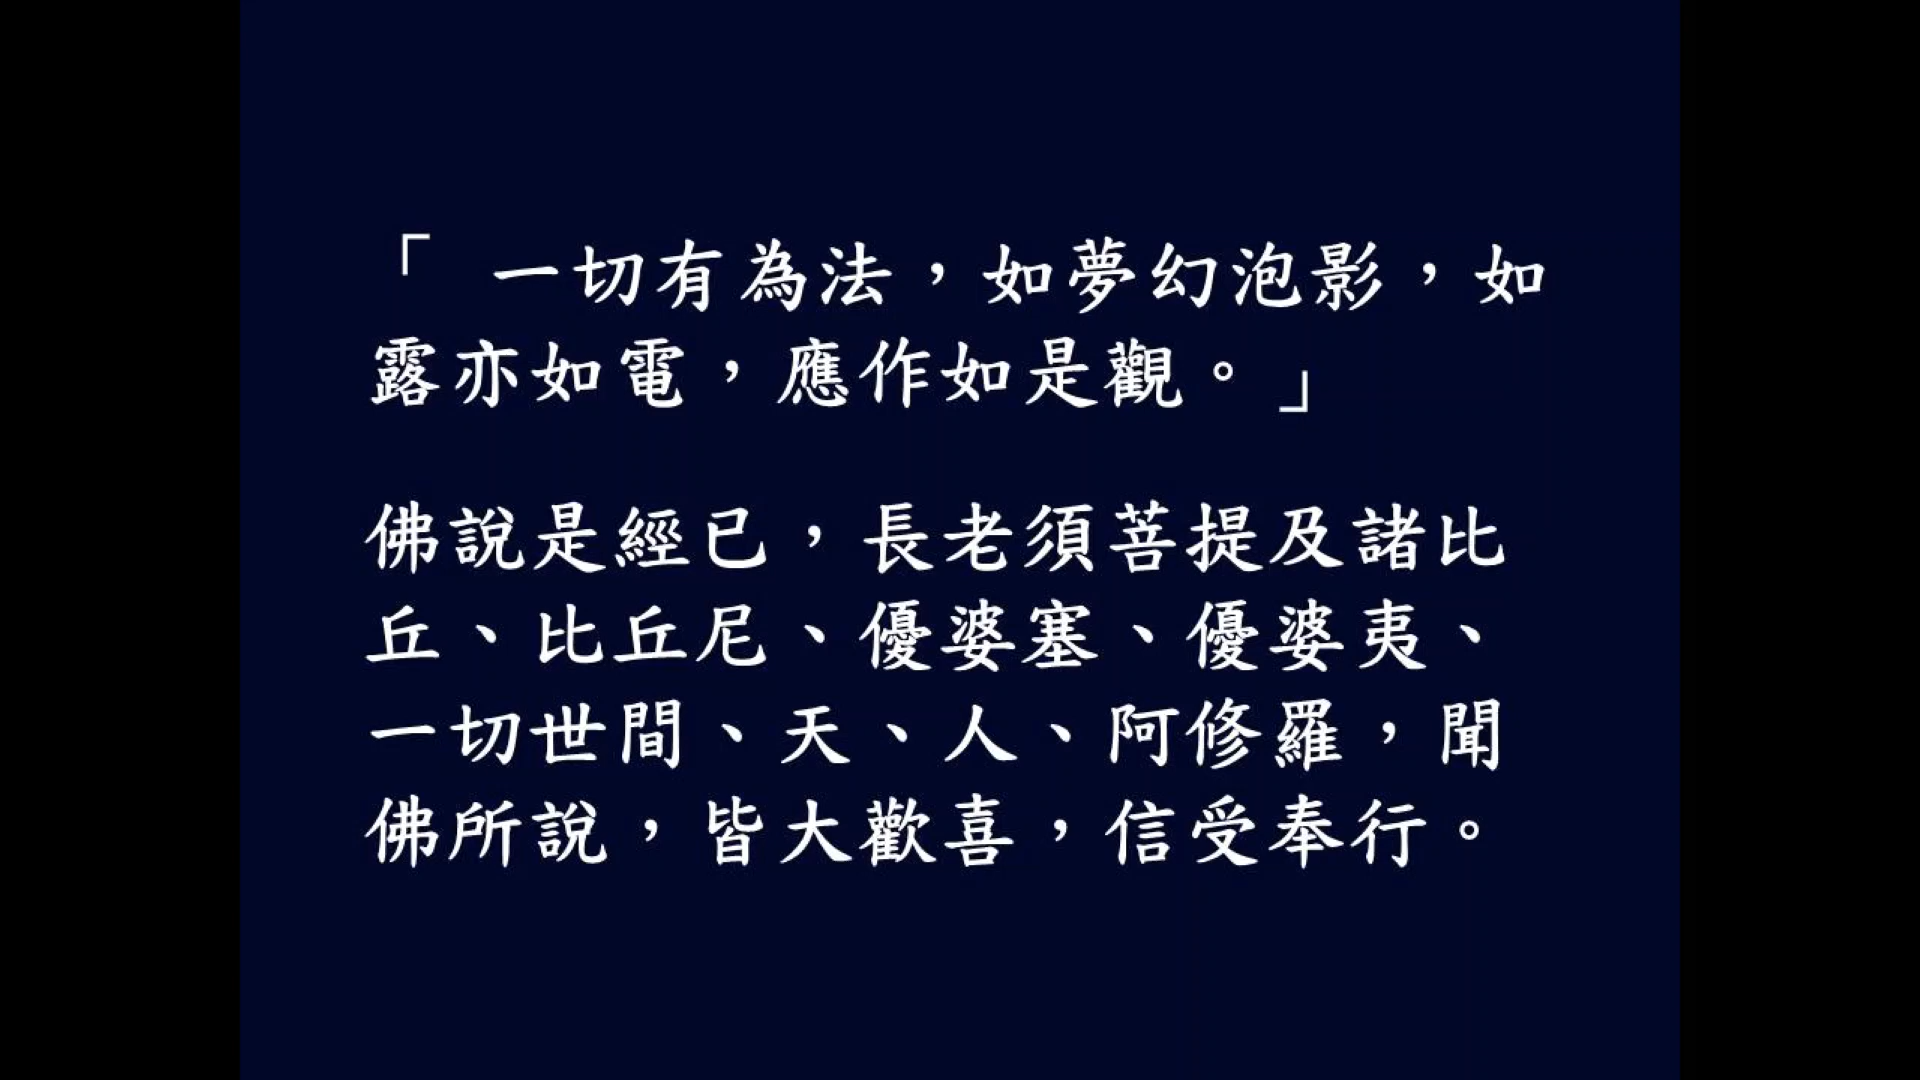 「 一切有為法，如夢幻泡影，如
露亦如電，應作如是觀。」
佛說是經已，長老須菩提及諸比
丘、比丘尼、優婆塞、優婆夷、
一切世間、天、人、阿修羅，聞
佛所說，皆大歡喜，信受奉行。